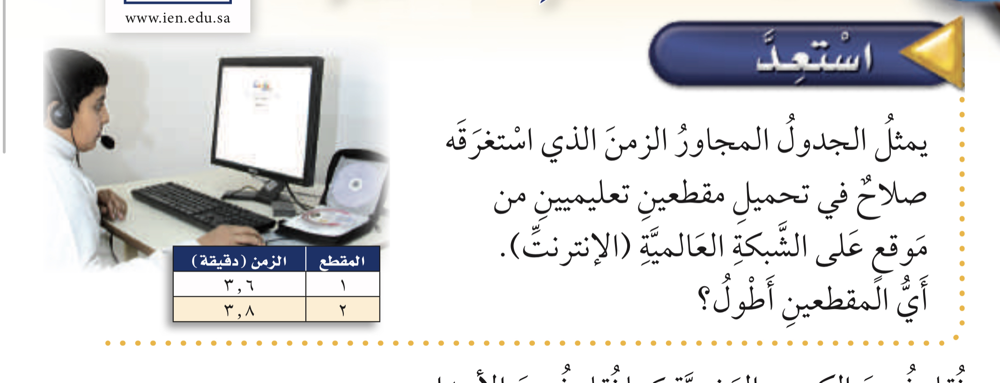 www.ien.edu.sa
اسْتَعِدَّ
يمثلُ الجدولُ المجاورُ الزمنَ الذي اسْتغرَقَه
صلاحٌ في تحميلِ مقطعينِ تعليميينِ من
مَوقعٍ عَلى الشَّبكةِ العَالميَّةِ (الإنترنتِّ).
أَيُّ المقطعينِ أَطْولُ؟
المقطع الزمن (دقيقة)
١ ٣,٦
٢ ٣,٨